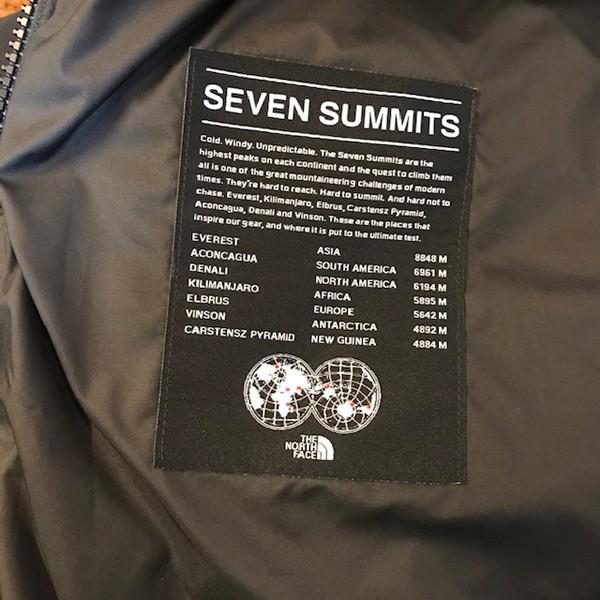 SEVEN SUMMITS
Cold. Windy. Unpredictable. The Seven Summits are the
highest peaks on each continent and the quest to climb them
all is one of the great mountaineering challenges of modern
times. They're hard to reach. Hard to summit. And hard not to
chase. Everest, Kilimanjaro, Elbrus, Carstensz Pyramid,
Aconcagua, Denali and Vinson. These are the places that
inspire our gear, and where it is put to the ultimate test.
EVEREST ASIA 8848 M
ACONCAGUA SOUTH AMERICA 6961 M
DENALI NORTH AMERICA 6194 M
KILIMANJARO AFRICA 5895 M
ELBRUS EUROPE 5642 M
VINSON ANTARCTICA 4892 M
CARSTENSZ PYRAMID NEW GUINEA 4884 M
THE
NORTH
FACE